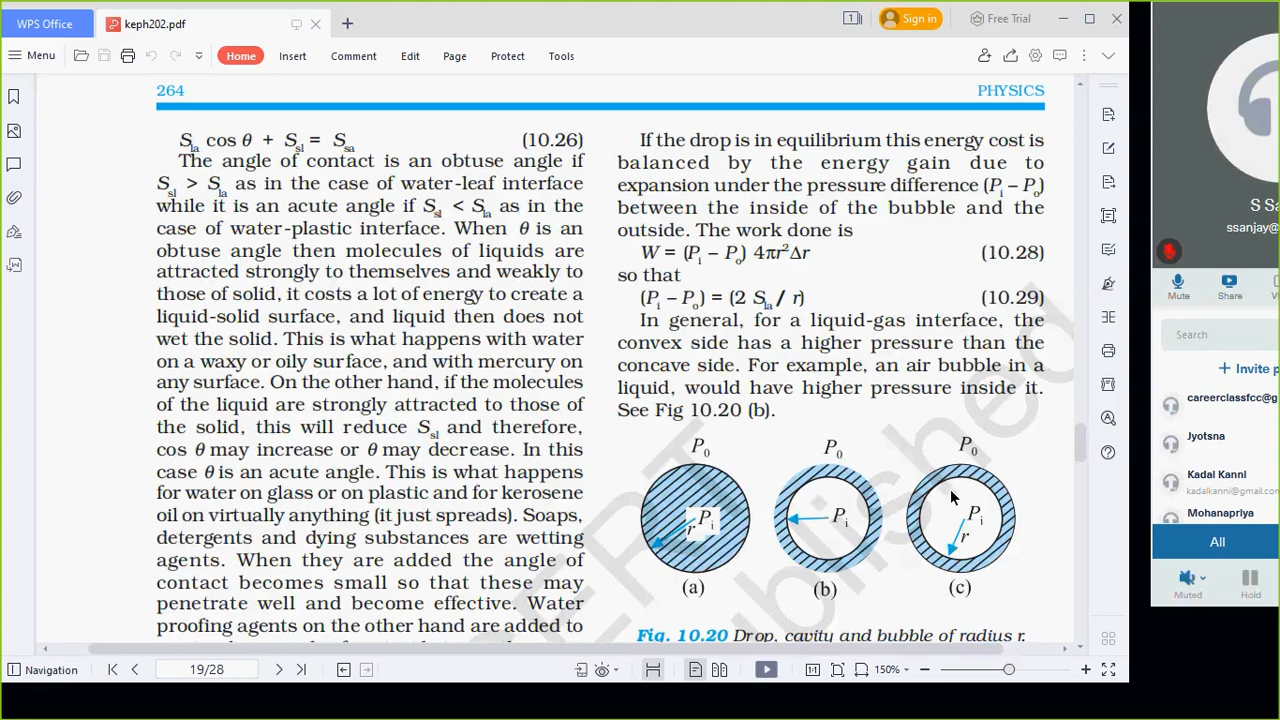 WPS Office
keph202.pdf
Sign in
Free Trial
Menu
Home
Insert
Comment
Edit
Page
Protect
Tools
264
PHYSICS
Sla cos θ + Ssl = Ssa (10.26)
The angle of contact is an obtuse angle if
Ssl > Sla as in the case of water-leaf interface
while it is an acute angle if Ssl < Sla as in the
case of water-plastic interface. When θ is an
obtuse angle then molecules of liquids are
attracted strongly to themselves and weakly to
those of solid, it costs a lot of energy to create a
liquid-solid surface, and liquid then does not
wet the solid. This is what happens with water
on a waxy or oily surface, and with mercury on
any surface. On the other hand, if the molecules
of the liquid are strongly attracted to those of
the solid, this will reduce Ssl and therefore,
cos θ may increase or θ may decrease. In this
case θ is an acute angle. This is what happens
for water on glass or on plastic and for kerosene
oil on virtually anything (it just spreads). Soaps,
detergents and dying substances are wetting
agents. When they are added the angle of
contact becomes small so that these may
penetrate well and become effective. Water
proofing agents on the other hand are added to
If the drop is in equilibrium this energy cost is
balanced by the energy gain due to
expansion under the pressure difference (Pi – Po)
between the inside of the bubble and the
outside. The work done is
W = (Pi – Po) 4πr²Δr (10.28)
so that
(Pi – Po) = (2 Sla/ r) (10.29)
In general, for a liquid-gas interface, the
convex side has a higher pressure than the
concave side. For example, an air bubble in a
liquid, would have higher pressure inside it.
See Fig 10.20 (b).
P0 P0 P0
Pi r Pi Pi r
(a) (b) (c)
Fig. 10.20 Drop, cavity and bubble of radius r.
Navigation
19/28
150%
S Sa
ssanjay@
Mute
Share
Search
+ Invite p
careerclassfcc@g
Jyotsna
Kadal Kannl
kadalkanni@gmail.com
Mohanapriya
All
Muted
Hold